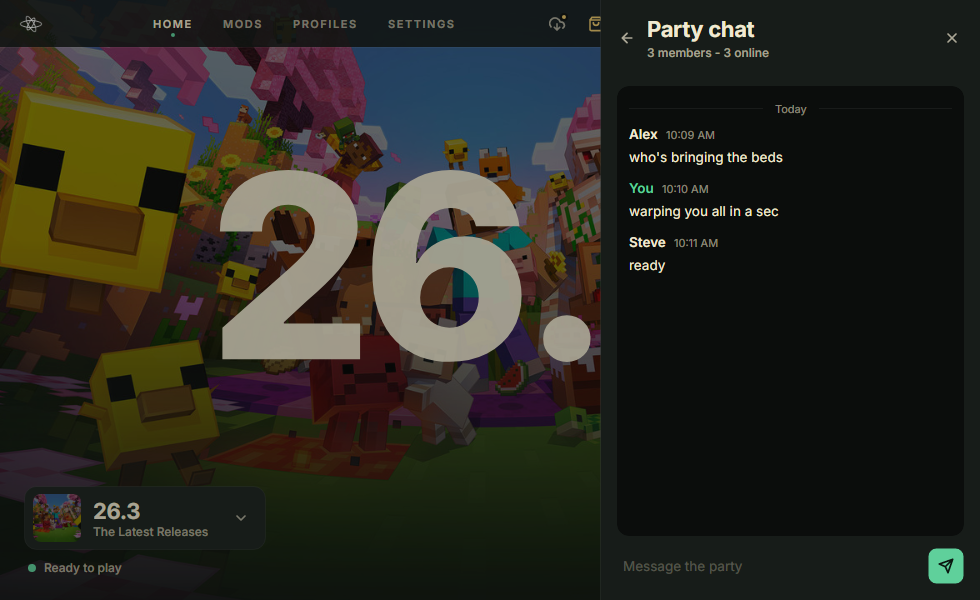 HOME MODS PROFILES SETTINGS
26.
26.3
The Latest Releases
Ready to play
Party chat
3 members - 3 online
Today
Alex 10:09 AM
who's bringing the beds
You 10:10 AM
warping you all in a sec
Steve 10:11 AM
ready
Message the party